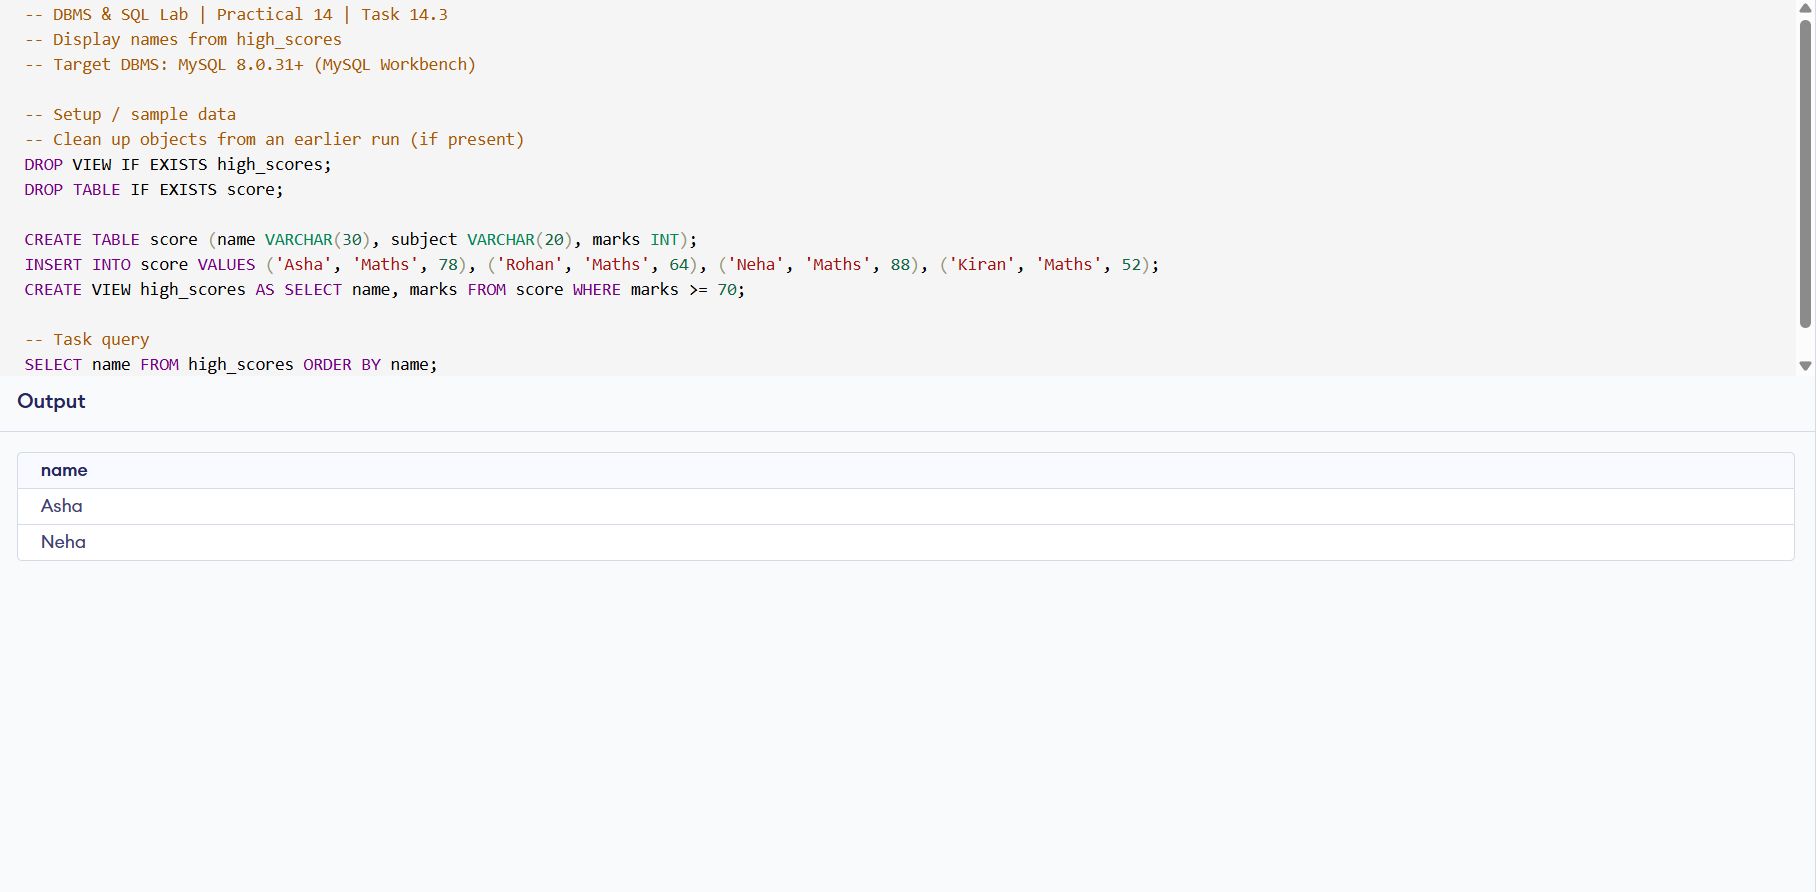 -- DBMS & SQL Lab | Practical 14 | Task 14.3
-- Display names from high_scores
-- Target DBMS: MySQL 8.0.31+ (MySQL Workbench)
-- Setup / sample data
-- Clean up objects from an earlier run (if present)
DROP VIEW IF EXISTS high_scores;
DROP TABLE IF EXISTS score;
CREATE TABLE score (name VARCHAR(30), subject VARCHAR(20), marks INT);
INSERT INTO score VALUES ('Asha', 'Maths', 78), ('Rohan', 'Maths', 64), ('Neha', 'Maths', 88), ('Kiran', 'Maths', 52);
CREATE VIEW high_scores AS SELECT name, marks FROM score WHERE marks >= 70;
-- Task query
SELECT name FROM high_scores ORDER BY name;
Output
name
Asha
Neha